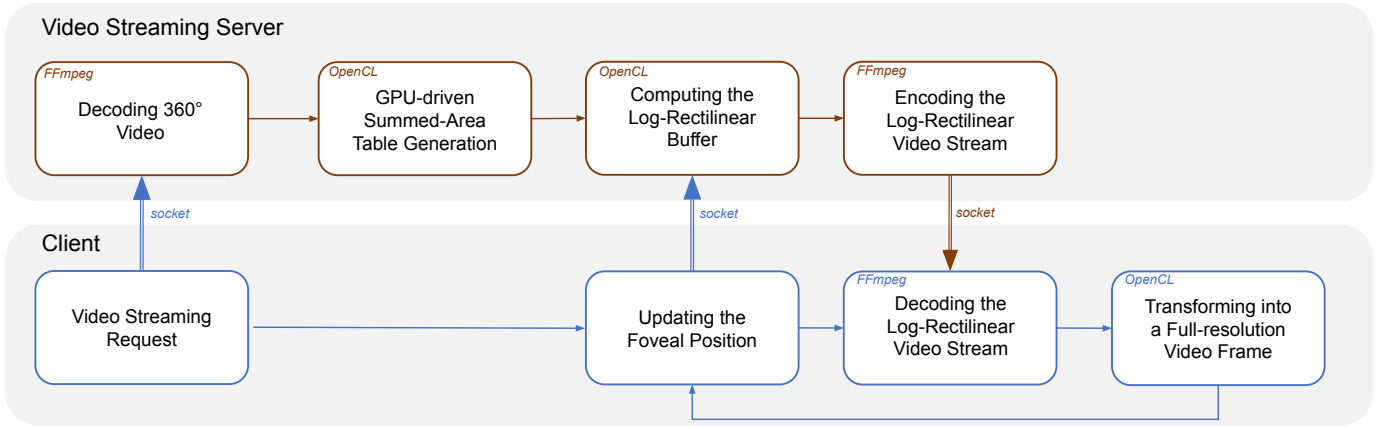 Video Streaming Server
FFmpeg
Decoding 360°
Video
OpenCL
GPU-driven
Summed-Area
Table Generation
OpenCL
Computing the
Log-Rectilinear
Buffer
FFmpeg
Encoding the
Log-Rectilinear
Video Stream
socket
socket
socket
Client
Video Streaming
Request
Updating the
Foveal Position
FFmpeg
Decoding the
Log-Rectilinear
Video Stream
OpenCL
Transforming into
a Full-resolution
Video Frame